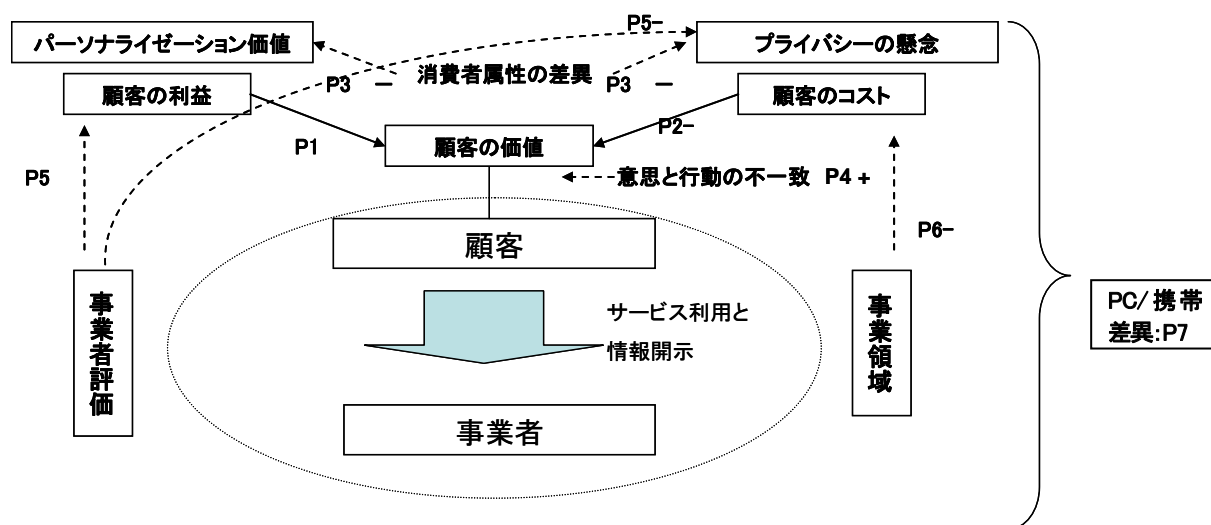 P5-
パーソナライゼーション価値
プライバシーの懸念
消費者属性の差異
P3 －
P3 －
顧客の利益
顧客のコスト
P1
顧客の価値
P2-
P5
意思と行動の不一致 P4 +
顧客
P6-
事業者評価
サービス利用と
情報開示
事業領域
PC/携帯
差異:P7
事業者